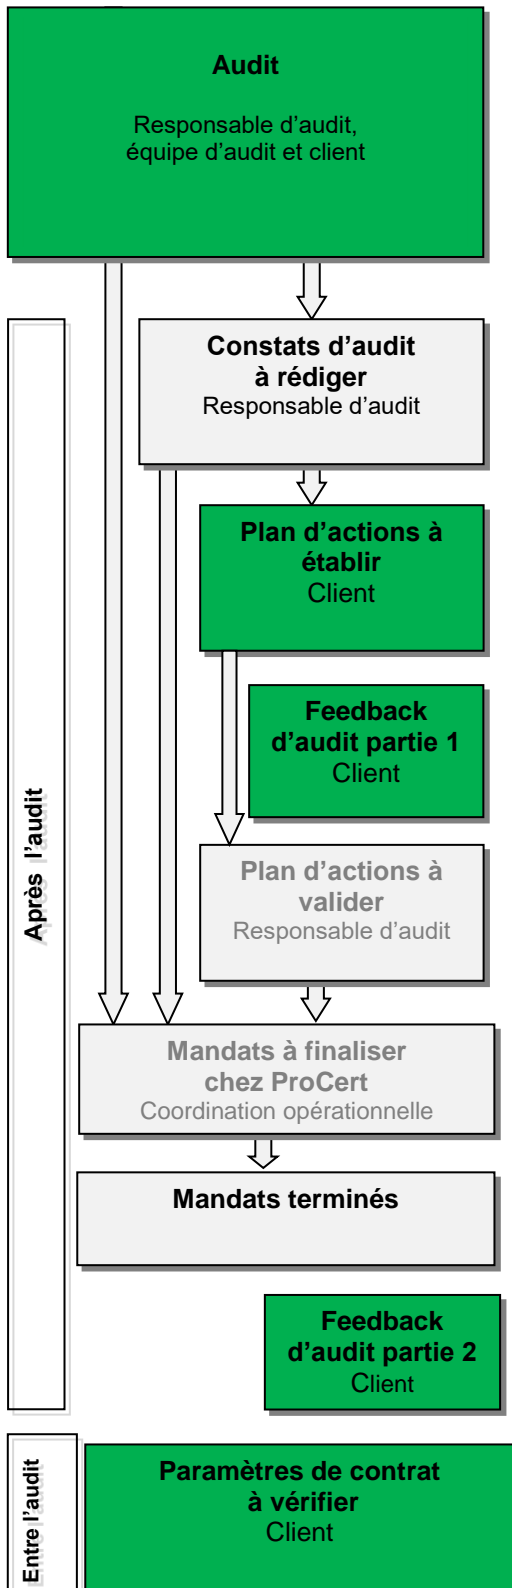 Audit
Responsable d'audit,
équipe d'audit et client
Constats d'audit
à rédiger
Responsable d'audit
Plan d'actions à
établir
Client
Feedback
d'audit partie 1
Client
Après l'audit
Plan d'actions à
valider
Responsable d'audit
Mandats à finaliser
chez ProCert
Coordination opérationnelle
Mandats terminés
Feedback
d'audit partie 2
Client
Entre l'audit
Paramètres de contrat
à vérifier
Client